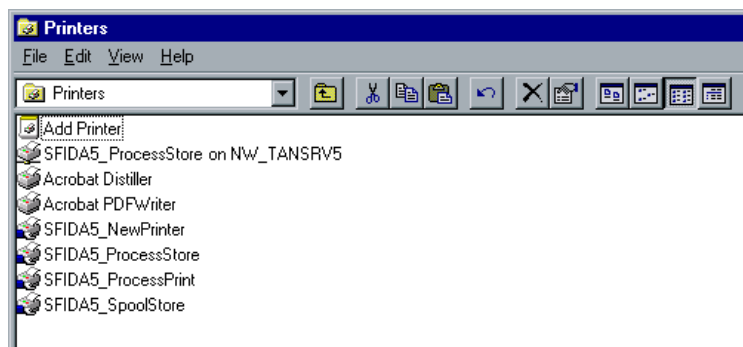 Printers
File Edit View Help
Printers
Add Printer
SFIDA5_ProcessStore on NW_TANSRV5
Acrobat Distiller
Acrobat PDFWriter
SFIDA5_NewPrinter
SFIDA5_ProcessStore
SFIDA5_ProcessPrint
SFIDA5_SpoolStore